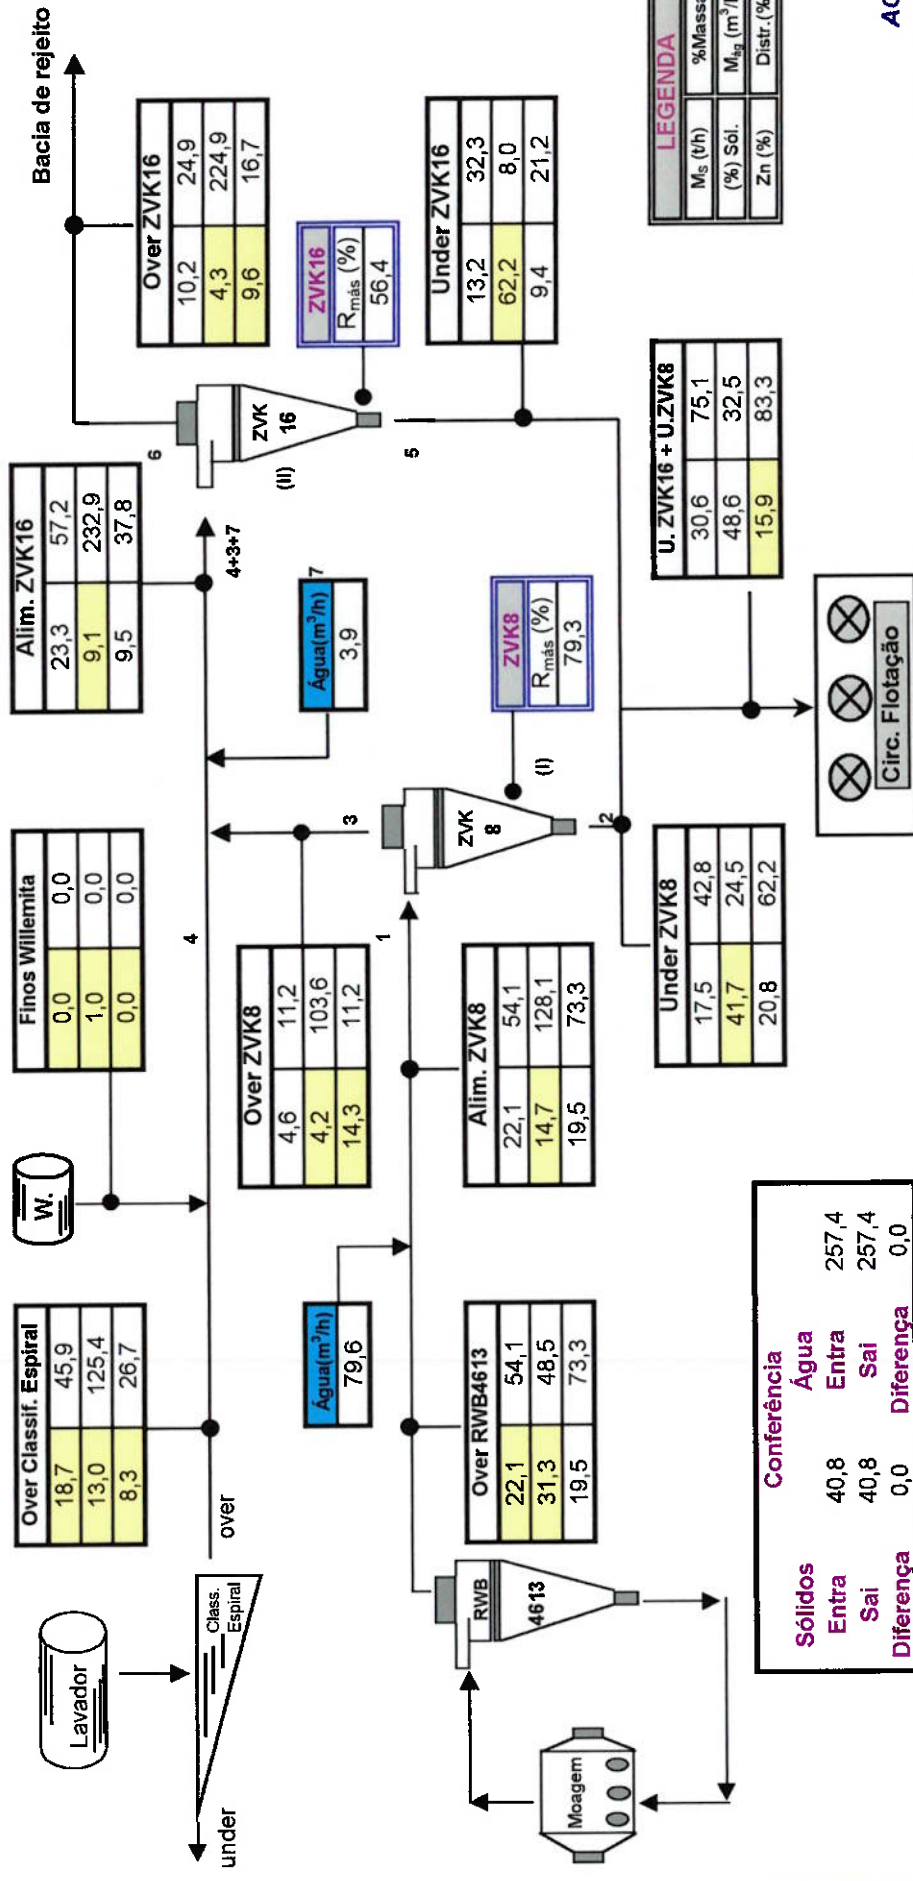 Bacia de rejeito
Over Classif. Espiral
18,7 45,9
13,0 125,4
8,3 26,7
Finos Willemita
0,0 0,0
1,0 0,0
0,0 0,0
Alim. ZVK16
23,3 57,2
9,1 232,9
9,5 37,8
Over ZVK16
10,2 24,9
4,3 224,9
9,6 16,7
Lavador
W.
Class.
Espiral
over
under
4
4+3+7
6
ZVK
16
(II)
5
ZVK16
Rmás (%)
56,4
Água(m³/h)
79,6
Over ZVK8
4,6 11,2
4,2 103,6
14,3 11,2
Água(m³/h)
3,9
7
3
1
Under ZVK16
13,2 32,3
62,2 8,0
9,4 21,2
RWB
4613
Moagem
Over RWB4613
22,1 54,1
31,3 48,5
19,5 73,3
Alim. ZVK8
22,1 54,1
14,7 128,1
19,5 73,3
ZVK
8
(I)
2
ZVK8
Rmás (%)
79,3
Under ZVK8
17,5 42,8
41,7 24,5
20,8 62,2
U. ZVK16 + U.ZVK8
30,6 75,1
48,6 32,5
15,9 83,3
LEGENDA
MS (t/h) %Massa
(%) Sól. Mág (m³/
Zn (%) Distr.(%
Conferência
Sólidos Água
Entra 40,8 Entra 257,4
Sai 40,8 Sai 257,4
Diferença 0,0 Diferença 0,0
Circ. Flotação